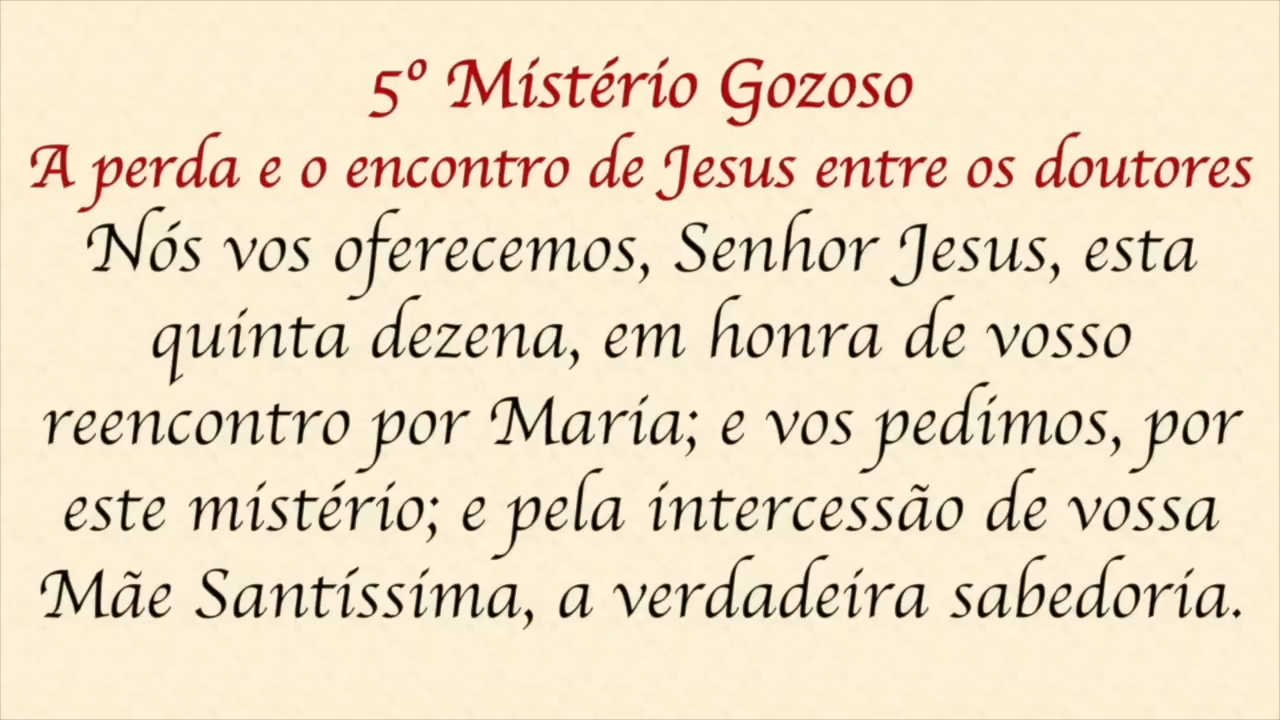 5º Mistério Gozoso
A perda e o encontro de Jesus entre os doutores
Nós vos oferecemos, Senhor Jesus, esta
quinta dezena, em honra de vosso
reencontro por Maria; e vos pedimos, por
este mistério; e pela intercessão de vossa
Mãe Santíssima, a verdadeira sabedoria.